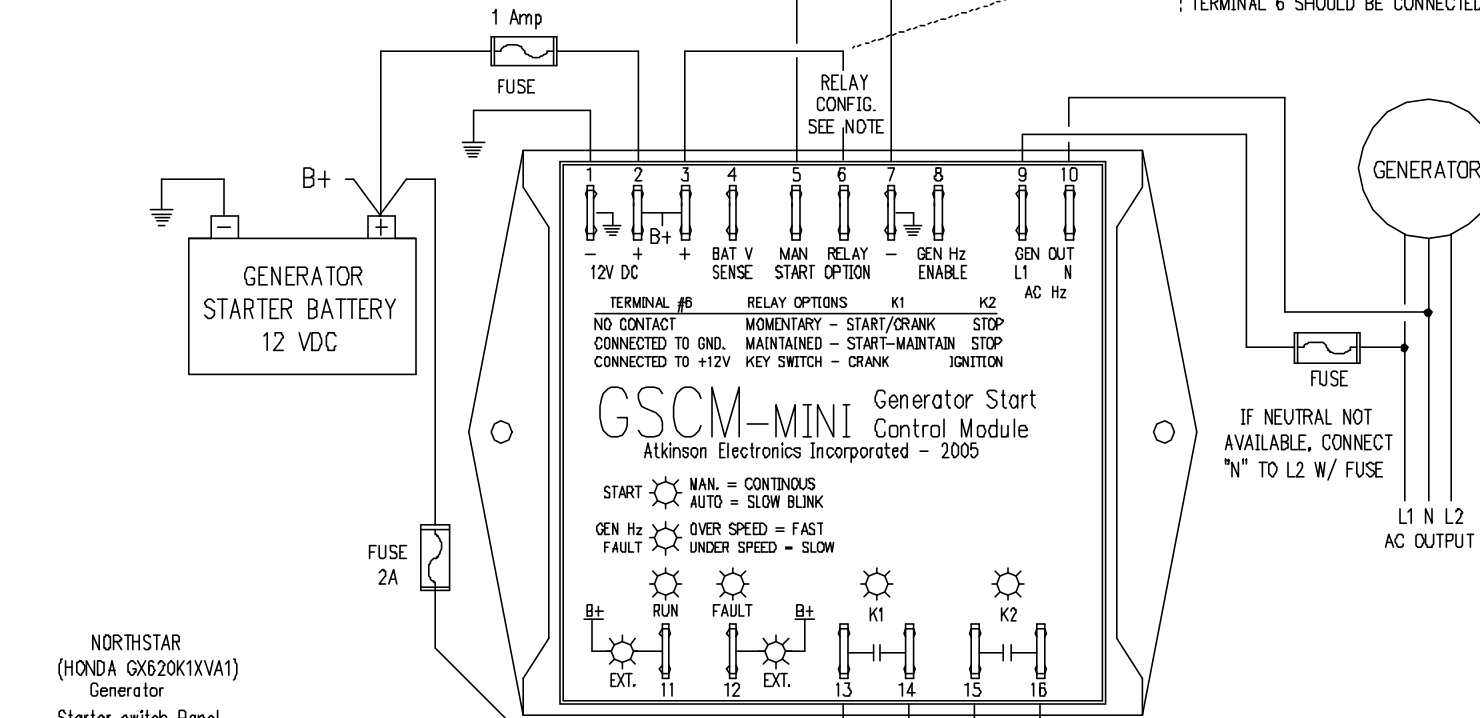 1 Amp
FUSE
TERMINAL 6 SHOULD BE CONNECTED
RELAY
CONFIG.
SEE NOTE
B+
- +
GENERATOR
STARTER BATTERY
12 VDC
GENERATOR
1 2 3 4 5 6 7 8 9 10
B+
- + + BAT V MAN RELAY - GEN Hz GEN OUT
12V DC SENSE START OPTION ENABLE L1 N
AC Hz
TERMINAL #6 RELAY OPTIONS K1 K2
NO CONTACT MOMENTARY - START/CRANK STOP
CONNECTED TO GND. MAINTAINED - START-MAINTAIN STOP
CONNECTED TO +12V KEY SWITCH - CRANK IGNITION
GSCM-MINI Generator Start
Control Module
Atkinson Electronics Incorporated - 2005
START MAN. = CONTINOUS
AUTO = SLOW BLINK
GEN Hz OVER SPEED = FAST
FAULT UNDER SPEED = SLOW
RUN FAULT K1 K2
B+ B+
EXT. 11 12 EXT. 13 14 15 16
FUSE
IF NEUTRAL NOT
AVAILABLE, CONNECT
"N" TO L2 W/ FUSE
L1 N L2
AC OUTPUT
FUSE
2A
NORTHSTAR
(HONDA GX620K1XVA1)
Generator
Starter switch Panel